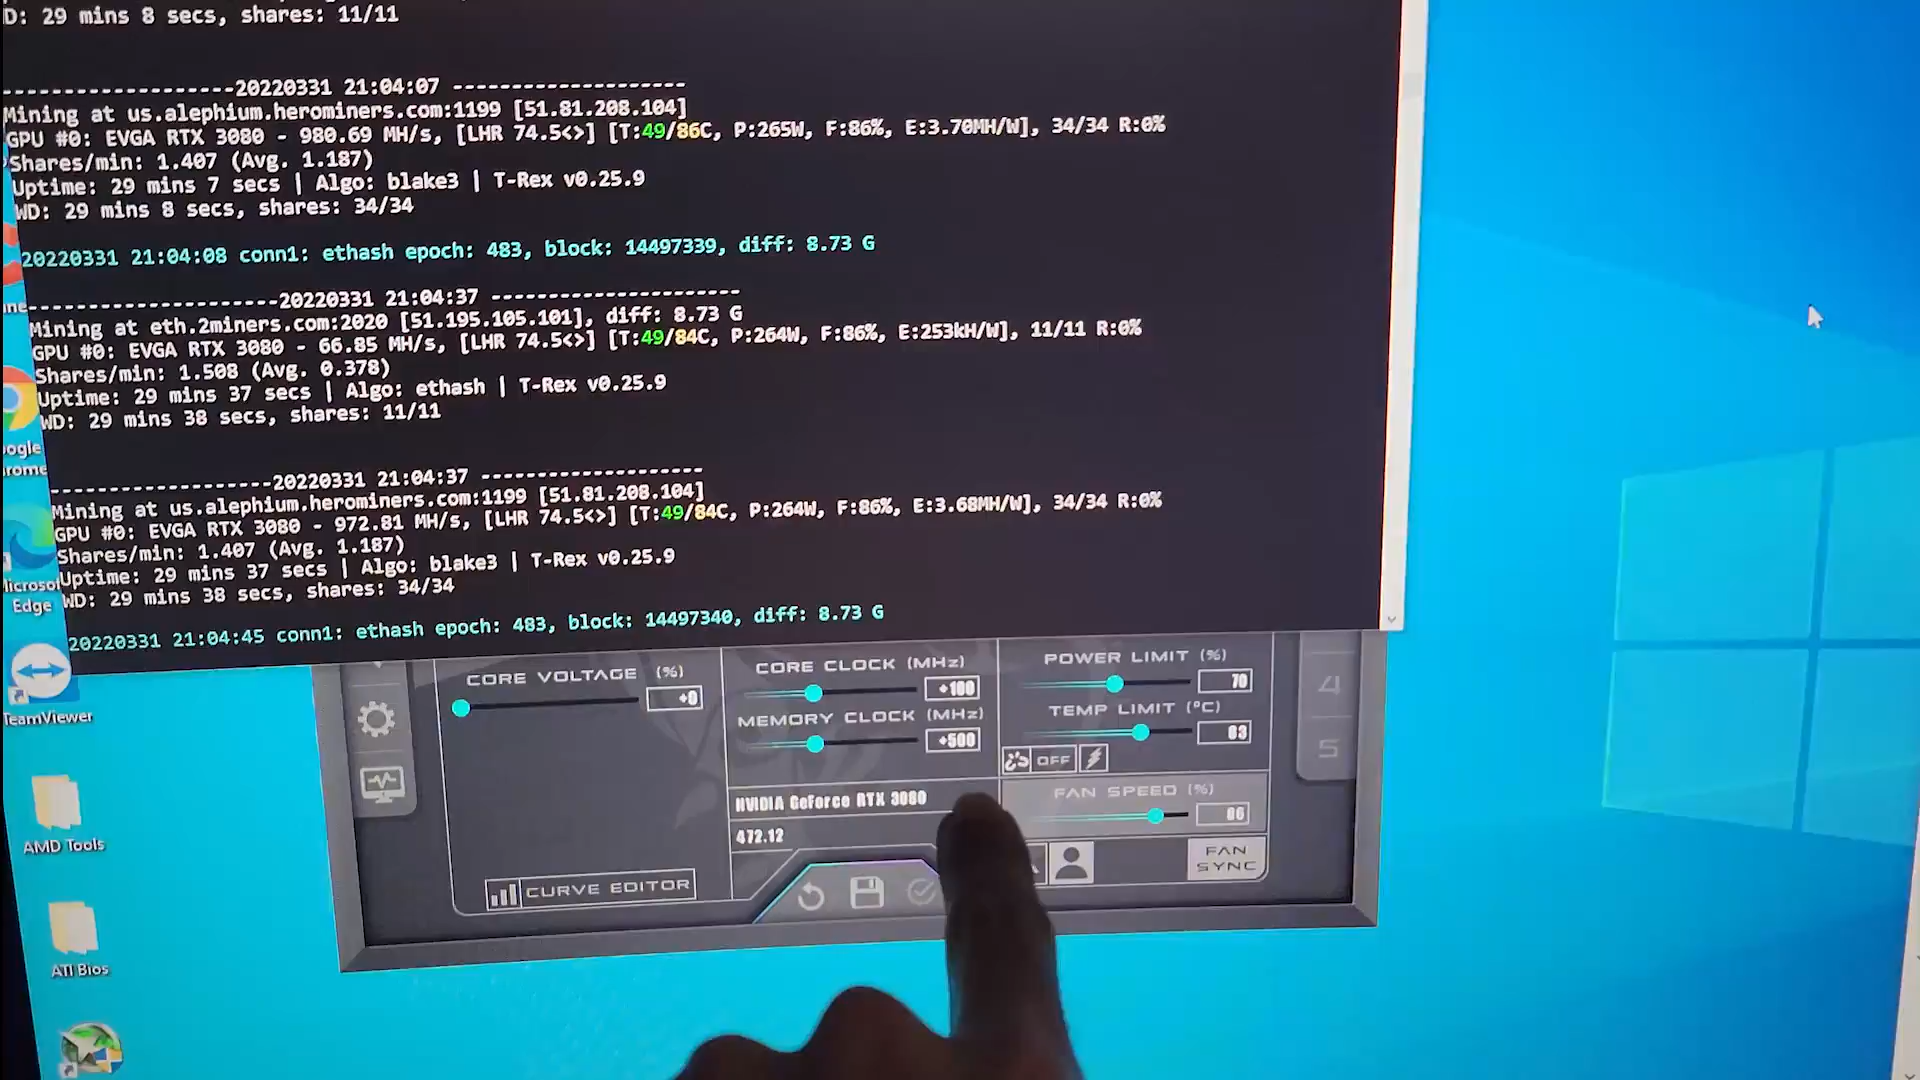 D: 29 mins 8 secs, shares: 11/11
-------------------20220331 21:04:07 --------------------
Mining at us.alephium.herominers.com:1199 [51.81.208.104]
GPU #0: EVGA RTX 3080 - 980.69 MH/s, [LHR 74.5<>] [T:49/86C, P:265W, F:86%, E:3.70MH/W], 34/34 R:0%
Shares/min: 1.407 (Avg. 1.187)
Uptime: 29 mins 7 secs | Algo: blake3 | T-Rex v0.25.9
WD: 29 mins 8 secs, shares: 34/34
20220331 21:04:08 conn1: ethash epoch: 483, block: 14497339, diff: 8.73 G
---------------------20220331 21:04:37 ---------------------
Mining at eth.2miners.com:2020 [51.195.105.101], diff: 8.73 G
GPU #0: EVGA RTX 3080 - 66.85 MH/s, [LHR 74.5<>] [T:49/84C, P:264W, F:86%, E:253kH/W], 11/11 R:0%
Shares/min: 1.508 (Avg. 0.378)
Uptime: 29 mins 37 secs | Algo: ethash | T-Rex v0.25.9
WD: 29 mins 38 secs, shares: 11/11
-------------------20220331 21:04:37 --------------------
Mining at us.alephium.herominers.com:1199 [51.81.208.104]
GPU #0: EVGA RTX 3080 - 972.81 MH/s, [LHR 74.5<>] [T:49/84C, P:264W, F:86%, E:3.68MH/W], 34/34 R:0%
Shares/min: 1.407 (Avg. 1.187)
Uptime: 29 mins 37 secs | Algo: blake3 | T-Rex v0.25.9
WD: 29 mins 38 secs, shares: 34/34
20220331 21:04:45 conn1: ethash epoch: 483, block: 14497340, diff: 8.73 G
CORE VOLTAGE (%)
+0
CORE CLOCK (MHz)
+100
MEMORY CLOCK (MHz)
+500
POWER LIMIT (%)
70
TEMP LIMIT (°C)
83
OFF
NVIDIA GeForce RTX 3080
472.12
FAN SPEED (%)
86
FAN
SYNC
CURVE EDITOR
4
5
ne
ogle
rome
Microsof
Edge
TeamViewer
AMD Tools
ATI Bios